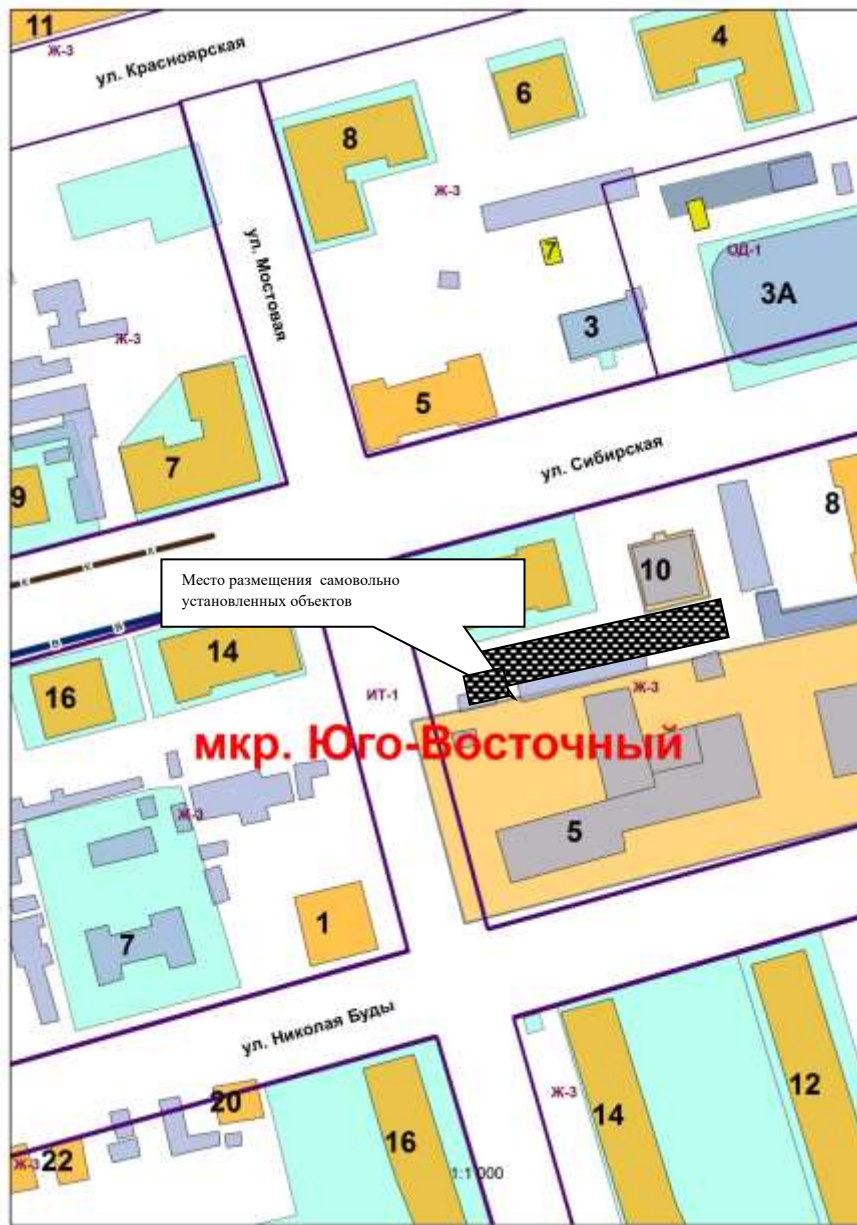 11
Ж-3
ул. Красноярская
4
6
8
Ж-3
ул. Мостовая
7
ОД-1
3А
3
Ж-3
5
7
9
ул. Сибирская
8
К К К
10
Место размещения самовольно
установленных объектов
В В
14
16
ИТ-1
Ж-3
мкр. Юго-Восточный
Ж-3
5
1
7
ул. Николая Буды
12
Ж-3
14
20
16
1:1 000
Ж-3
22